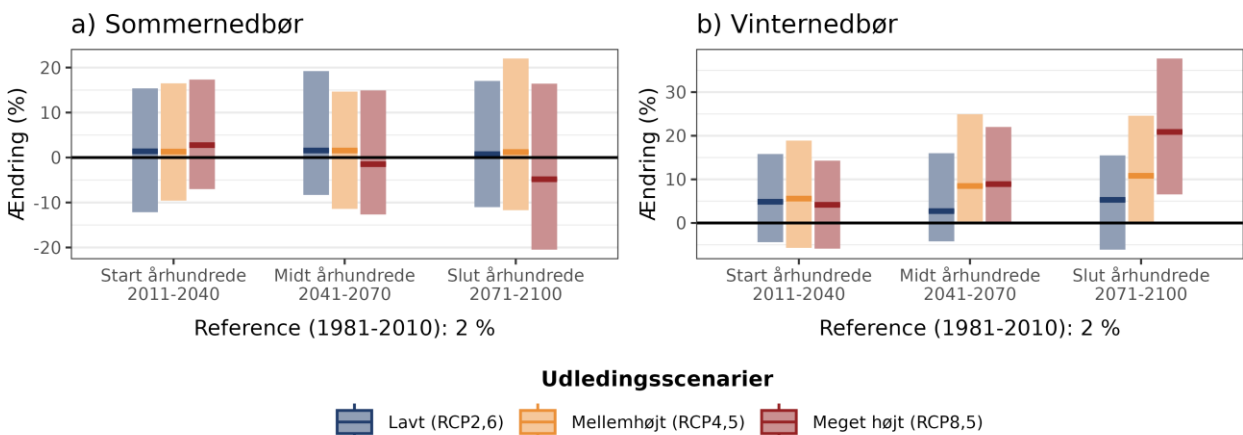 a) Sommernedbør
b) Vinternedbør
Ændring (%)
20
10
0
-10
-20
Start århundrede
2011-2040
Midt århundrede
2041-2070
Slut århundrede
2071-2100
Reference (1981-2010): 2 %
Ændring (%)
30
20
10
0
Start århundrede
2011-2040
Midt århundrede
2041-2070
Slut århundrede
2071-2100
Reference (1981-2010): 2 %
Udledingsscenarier
Lavt (RCP2,6)
Mellemhøjt (RCP4,5)
Meget højt (RCP8,5)